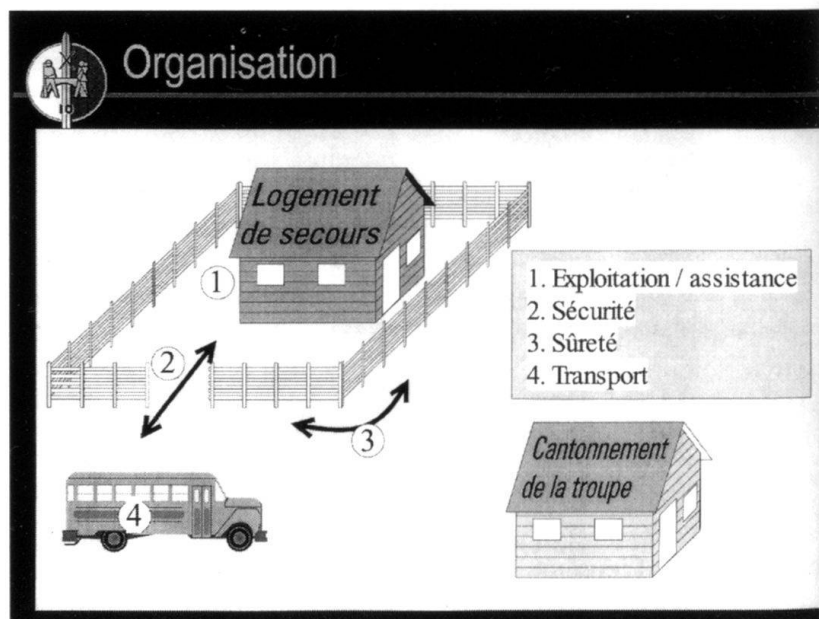 Organisation
Logement
de secours
1
2
3
4
1. Exploitation / assistance
2. Sécurité
3. Sûreté
4. Transport
Cantonnement
de la troupe